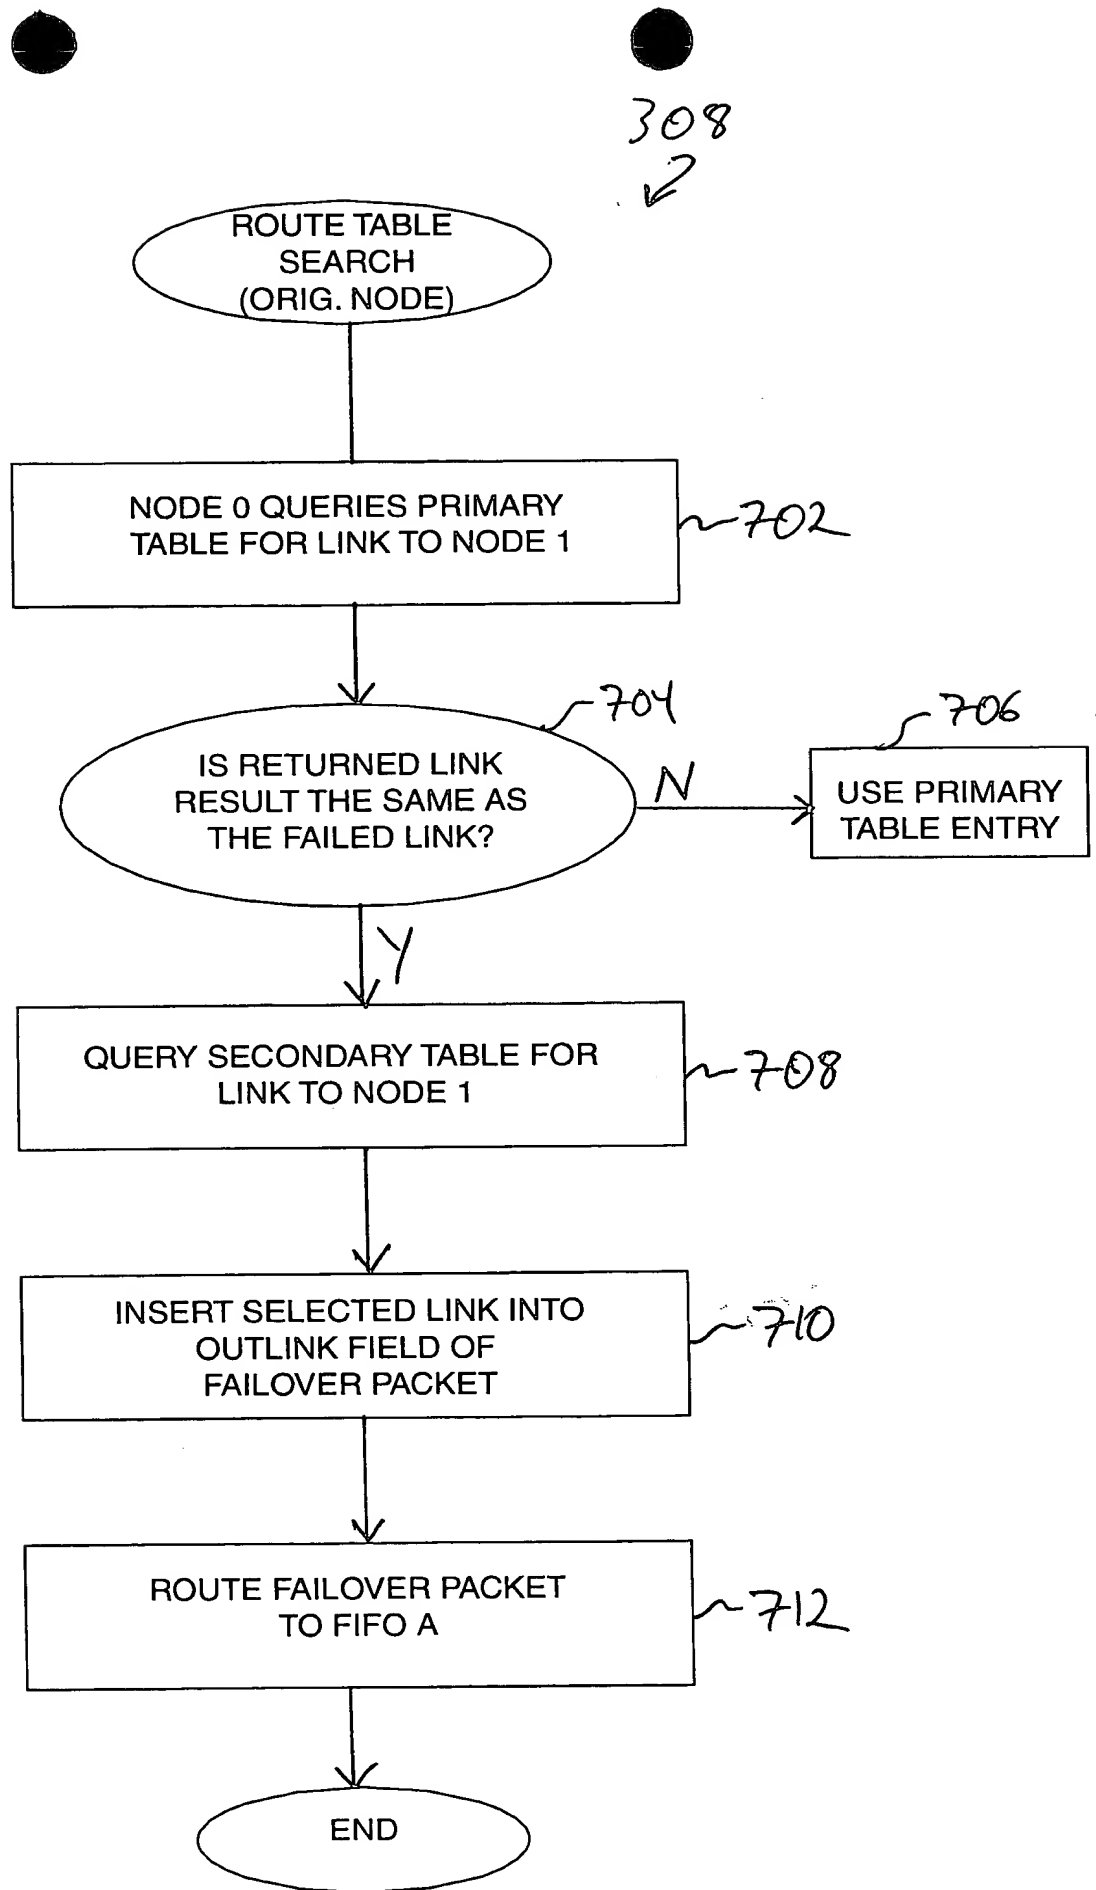 308
ROUTE TABLE
SEARCH
(ORIG. NODE)
NODE 0 QUERIES PRIMARY
TABLE FOR LINK TO NODE 1
702
704
IS RETURNED LINK
RESULT THE SAME AS
THE FAILED LINK?
N
706
USE PRIMARY
TABLE ENTRY
Y
QUERY SECONDARY TABLE FOR
LINK TO NODE 1
708
INSERT SELECTED LINK INTO
OUTLINK FIELD OF
FAILOVER PACKET
710
ROUTE FAILOVER PACKET
TO FIFO A
712
END